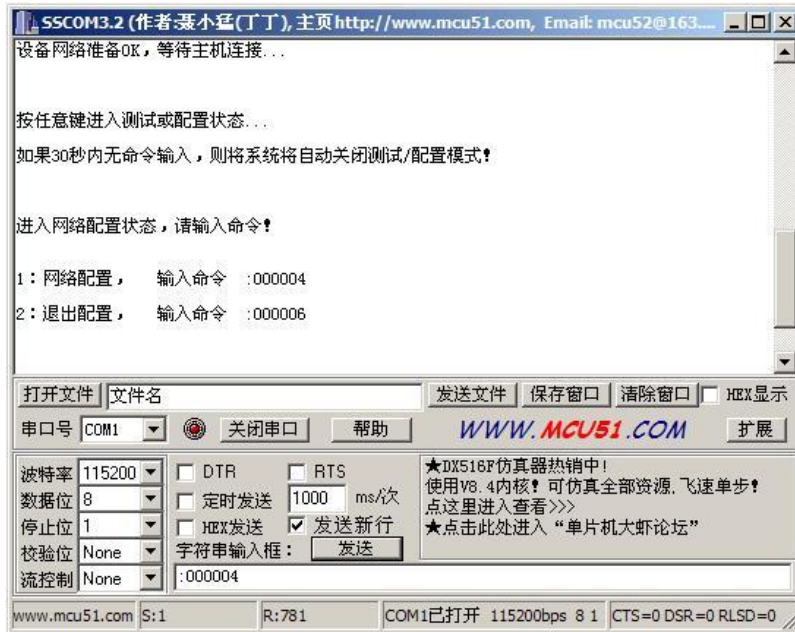 SSCOM3.2 (作者:聂小猛(丁丁),主页http://www.mcu51.com, Email: mcu52@163....
设备网络准备OK，等待主机连接...
按任意键进入测试或配置状态...
如果30秒内无命令输入，则将系统将自动关闭测试/配置模式！
进入网络配置状态，请输入命令！
1：网络配置， 输入命令 :000004
2：退出配置， 输入命令 :000006
打开文件 文件名 发送文件 保存窗口 清除窗口 HEX显示
串口号 COM1 关闭串口 帮助 WWW.MCU51.COM 扩展
波特率 115200 DTR RTS
数据位 8 定时发送 1000 ms/次
停止位 1 HEX发送 发送新行
校验位 None 字符串输入框： 发送
流控制 None :000004
★DX516F仿真器热销中！
使用V8.4内核！可仿真全部资源,飞速单步！
点这里进入查看>>>
★点击此处进入“单片机大虾论坛”
www.mcu51.com S:1 R:781 COM1已打开 115200bps 8 1 CTS=0 DSR=0 RLSD=0